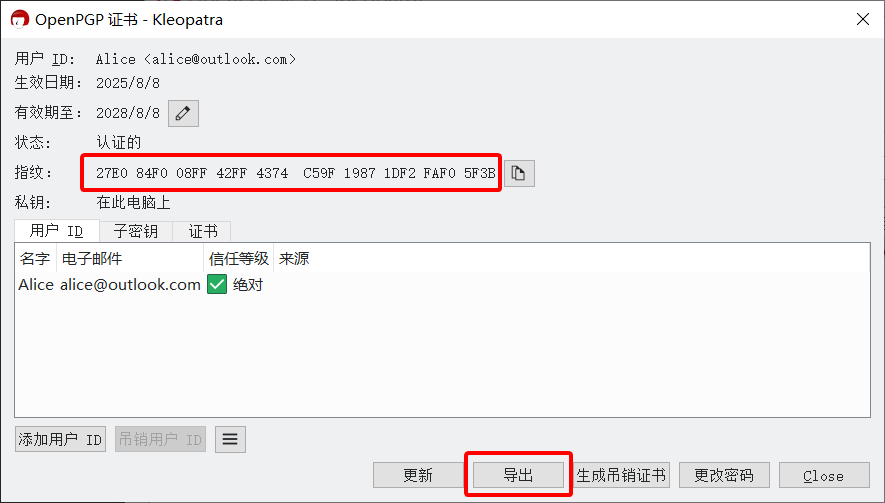 OpenPGP 证书 - Kleopatra
用户 ID: Alice <alice@outlook.com>
生效日期: 2025/8/8
有效期至: 2028/8/8
状态: 认证的
指纹: 27E0 84F0 08FF 42FF 4374 C59F 1987 1DF2 FAF0 5F3B
私钥: 在此电脑上
用户 ID 子密钥 证书
名字 电子邮件 信任等级 来源
Alice alice@outlook.com 绝对
添加用户 ID 吊销用户 ID
更新 导出 生成吊销证书 更改密码 Close